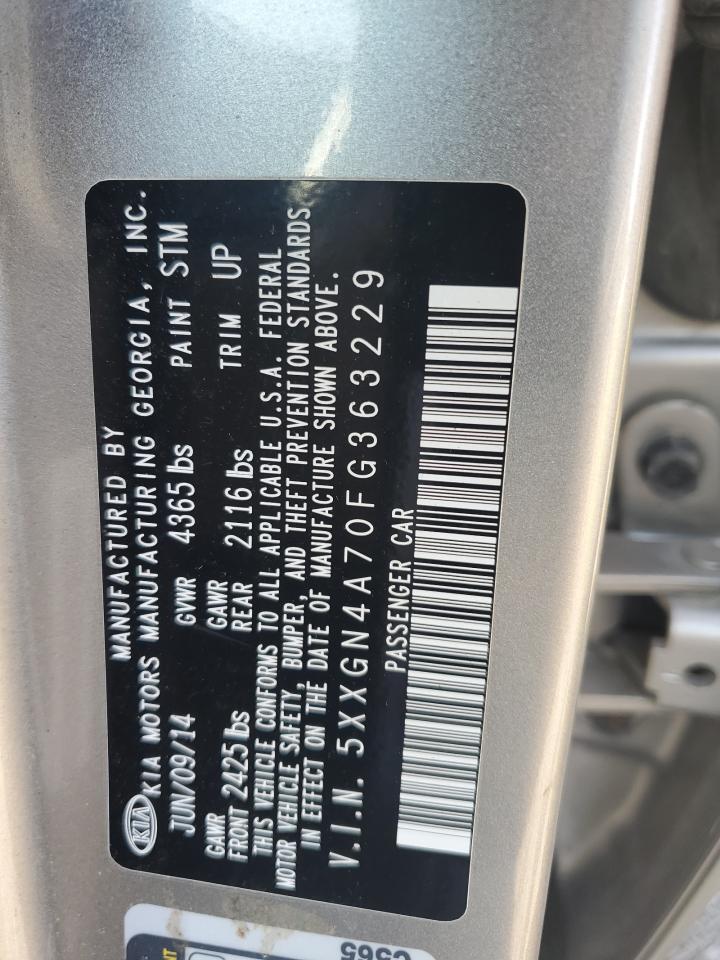 MANUFACTURED BY
KIA KIA MOTORS MANUFACTURING GEORGIA, INC.
JUN/09/14 GVWR 4365 lbs PAINT STM
GAWR FRONT 2425 lbs GAWR REAR 2116 lbs TRIM UP
THIS VEHICLE CONFORMS TO ALL APPLICABLE U.S.A. FEDERAL
MOTOR VEHICLE SAFETY, BUMPER, AND THEFT PREVENTION STANDARDS
IN EFFECT ON THE DATE OF MANUFACTURE SHOWN ABOVE.
V.I.N. 5XXGN4A70FG363229
PASSENGER CAR
C565